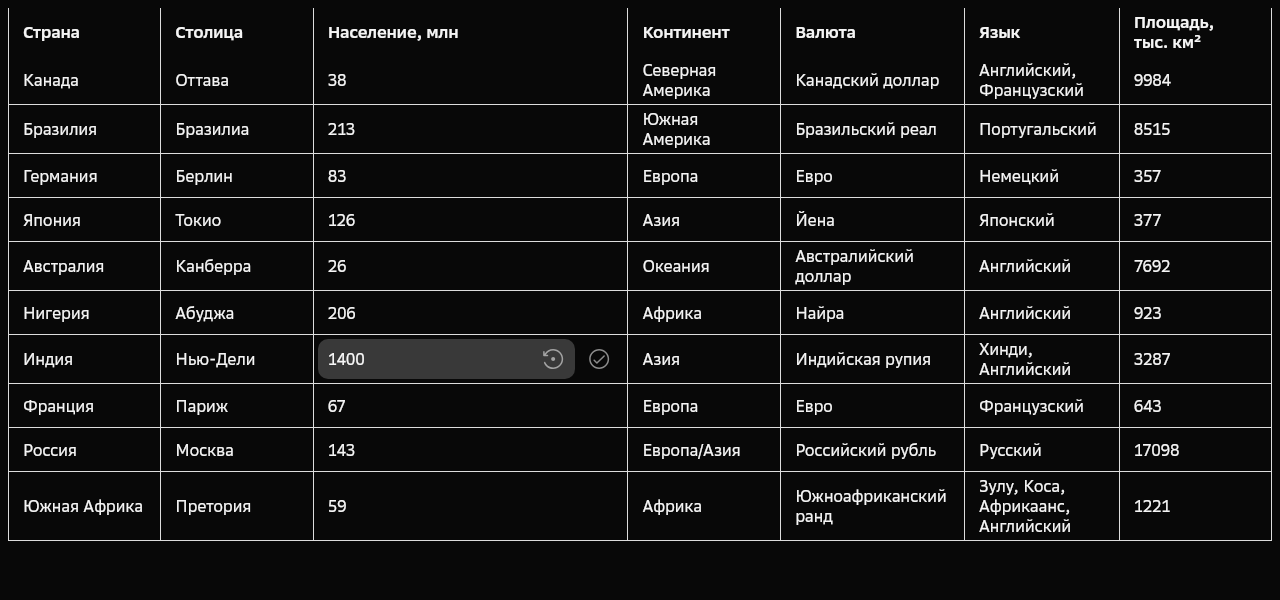 Страна Столица Население, млн Континент Валюта Язык Площадь, тыс. км²
Канада Оттава 38 Северная Америка Канадский доллар Английский, Французский 9984
Бразилия Бразилиа 213 Южная Америка Бразильский реал Португальский 8515
Германия Берлин 83 Европа Евро Немецкий 357
Япония Токио 126 Азия Йена Японский 377
Австралия Канберра 26 Океания Австралийский доллар Английский 7692
Нигерия Абуджа 206 Африка Найра Английский 923
Индия Нью-Дели 1400 Азия Индийская рупия Хинди, Английский 3287
Франция Париж 67 Европа Евро Французский 643
Россия Москва 143 Европа/Азия Российский рубль Русский 17098
Южная Африка Претория 59 Африка Южноафриканский ранд Зулу, Коса, Африкаанс, Английский 1221